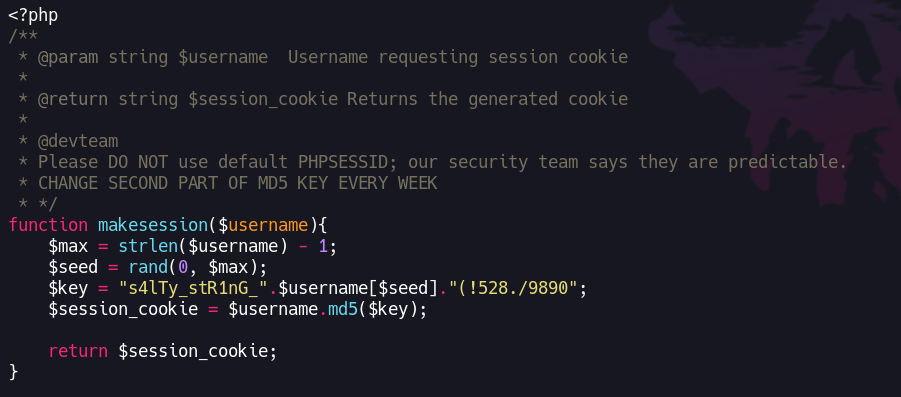 <?php
/**
 * @param string $username  Username requesting session cookie
 *
 * @return string $session_cookie Returns the generated cookie
 *
 * @devteam
 * Please DO NOT use default PHPSESSID; our security team says they are predictable.
 * CHANGE SECOND PART OF MD5 KEY EVERY WEEK
 * */
function makesession($username){
    $max = strlen($username) - 1;
    $seed = rand(0, $max);
    $key = "s4lTy_stR1nG_".$username[$seed]."(!528./9890";
    $session_cookie = $username.md5($key);

    return $session_cookie;
}